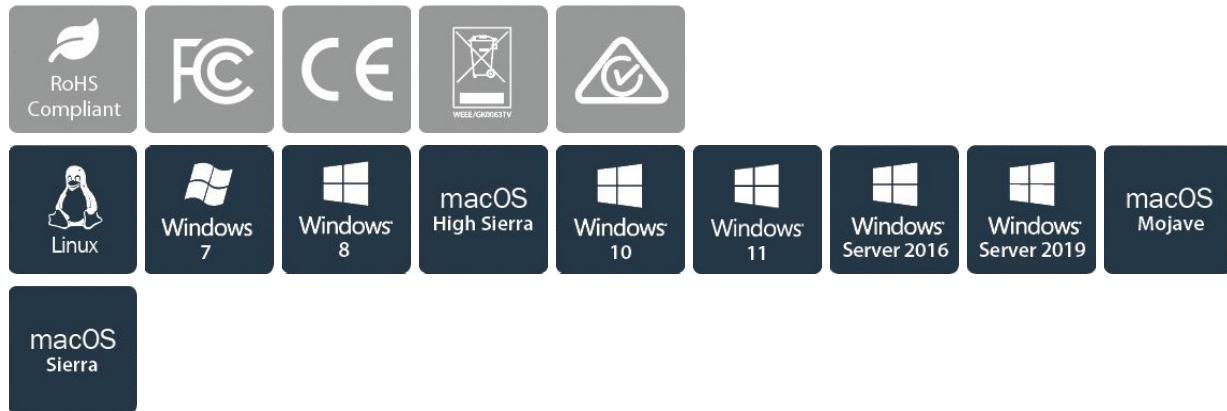 RoHS
Compliant
FC
CE
WEEE/GK0063TV
Linux
Windows
7
Windows
8
macOS
High Sierra
Windows
10
Windows
11
Windows
Server 2016
Windows
Server 2019
macOS
Mojave
macOS
Sierra